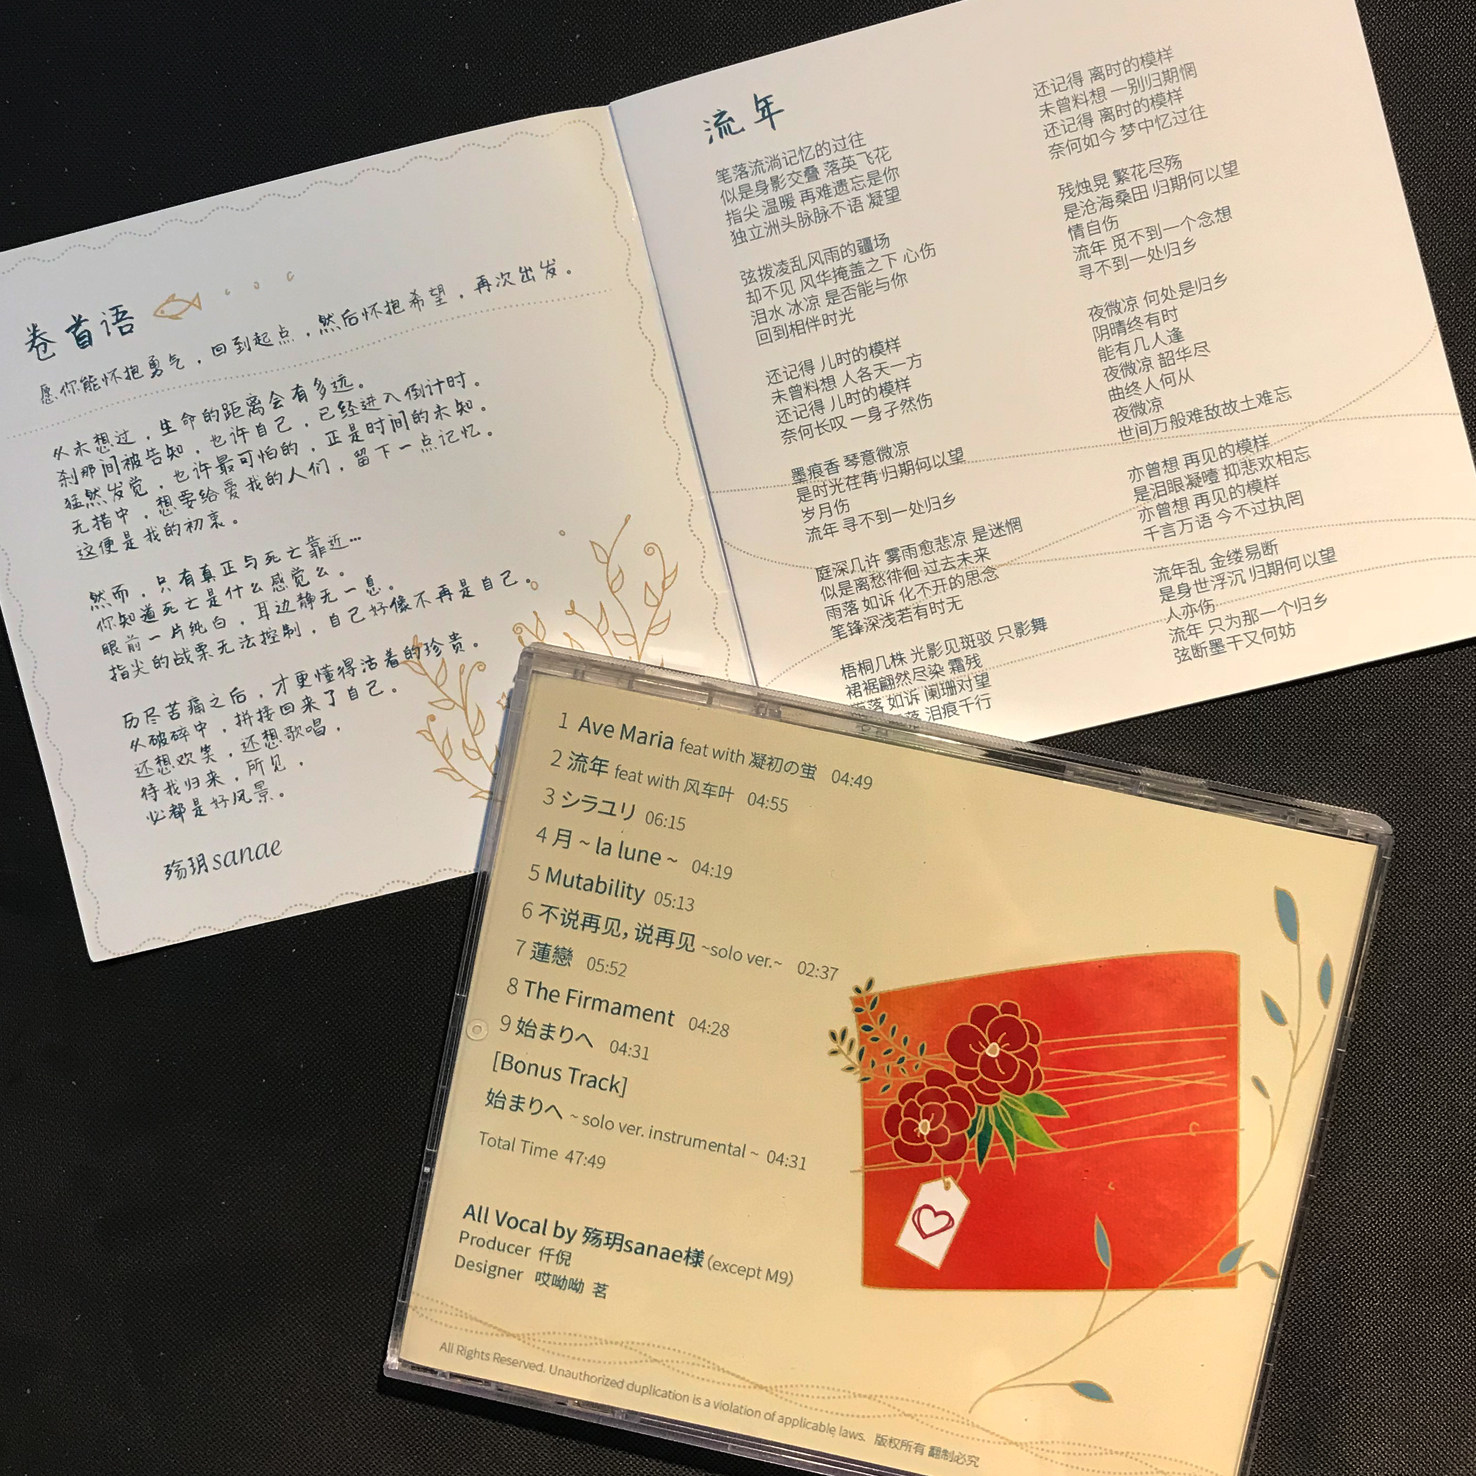 卷首语
愿你能怀抱勇气，回到起点，然后怀抱希望，再次出发。
从未想过，生命的距离会有多远。
刹那间被告知，也许自己，已经进入倒计时。
猛然发觉，也许最可怕的，正是时间的未知。
无措中，想要给爱我的人们，留下一点记忆。
这便是我的初衷。
然而，只有真正与死亡靠近…
你知道死亡是什么感觉么。
眼前一片纯白，耳边静无一息。
指尖的战栗无法控制，自己好像不再是自己。
历尽苦痛之后，才更懂得活着的珍贵。
从破碎中，拼接回来了自己。
还想欢笑，还想歌唱，
待我归来，所见，
必都是好风景。
殇玥sanae
流年
笔落流淌记忆的过往
似是身影交叠 落英飞花
指尖 温暖 再难遗忘是你
独立洲头脉脉不语 凝望
弦拨凌乱风雨的疆场
却不见 风华掩盖之下 心伤
泪水 冰凉 是否能与你
回到相伴时光
还记得 儿时的模样
未曾料想 人各天一方
还记得 儿时的模样
奈何长叹 一身孑然伤
墨痕香 琴意微凉
是时光荏苒 归期何以望
岁月伤
流年 寻不到一处归乡
庭深几许 雾雨愈悲凉 是迷惘
似是离愁徘徊 过去未来
雨落 如诉 化不开的思念
笔锋深浅若有时无
梧桐几株 光影见斑驳 只影舞
裙裾翩然尽染 霜残
落 如诉 阑珊对望
落 泪痕千行
还记得 离时的模样
未曾料想 一别归期惘
还记得 离时的模样
奈何如今 梦中忆过往
残烛晃 繁花尽殇
是沧海桑田 归期何以望
情自伤
流年 觅不到一个念想
寻不到一处归乡
夜微凉 何处是归乡
阴晴终有时
能有几人逢
夜微凉 韶华尽
曲终人何从
夜微凉
世间万般难敌故土难忘
亦曾想 再见的模样
是泪眼凝噎 抑悲欢相忘
亦曾想 再见的模样
千言万语 今不过执罔
流年乱 金缕易断
是身世浮沉 归期何以望
人亦伤
流年 只为那一个归乡
弦断墨干又何妨
1 Ave Maria feat with 凝初の蛍 04:49
2 流年 feat with 风车叶 04:55
3 シラユリ 06:15
4 月 ~ la lune ~ 04:19
5 Mutability 05:13
6 不说再见，说再见 ~solo ver.~ 02:37
7 蓮戀 05:52
8 The Firmament 04:28
9 始まりへ 04:31
[Bonus Track]
始まりへ ~ solo ver. instrumental ~ 04:31
Total Time 47:49
All Vocal by 殇玥sanae様（except M9）
Producer 仟倪
Designer 哎呦呦 茗
All Rights Reserved. Unauthorized duplication is a violation of applicable laws. 版权所有 翻制必究